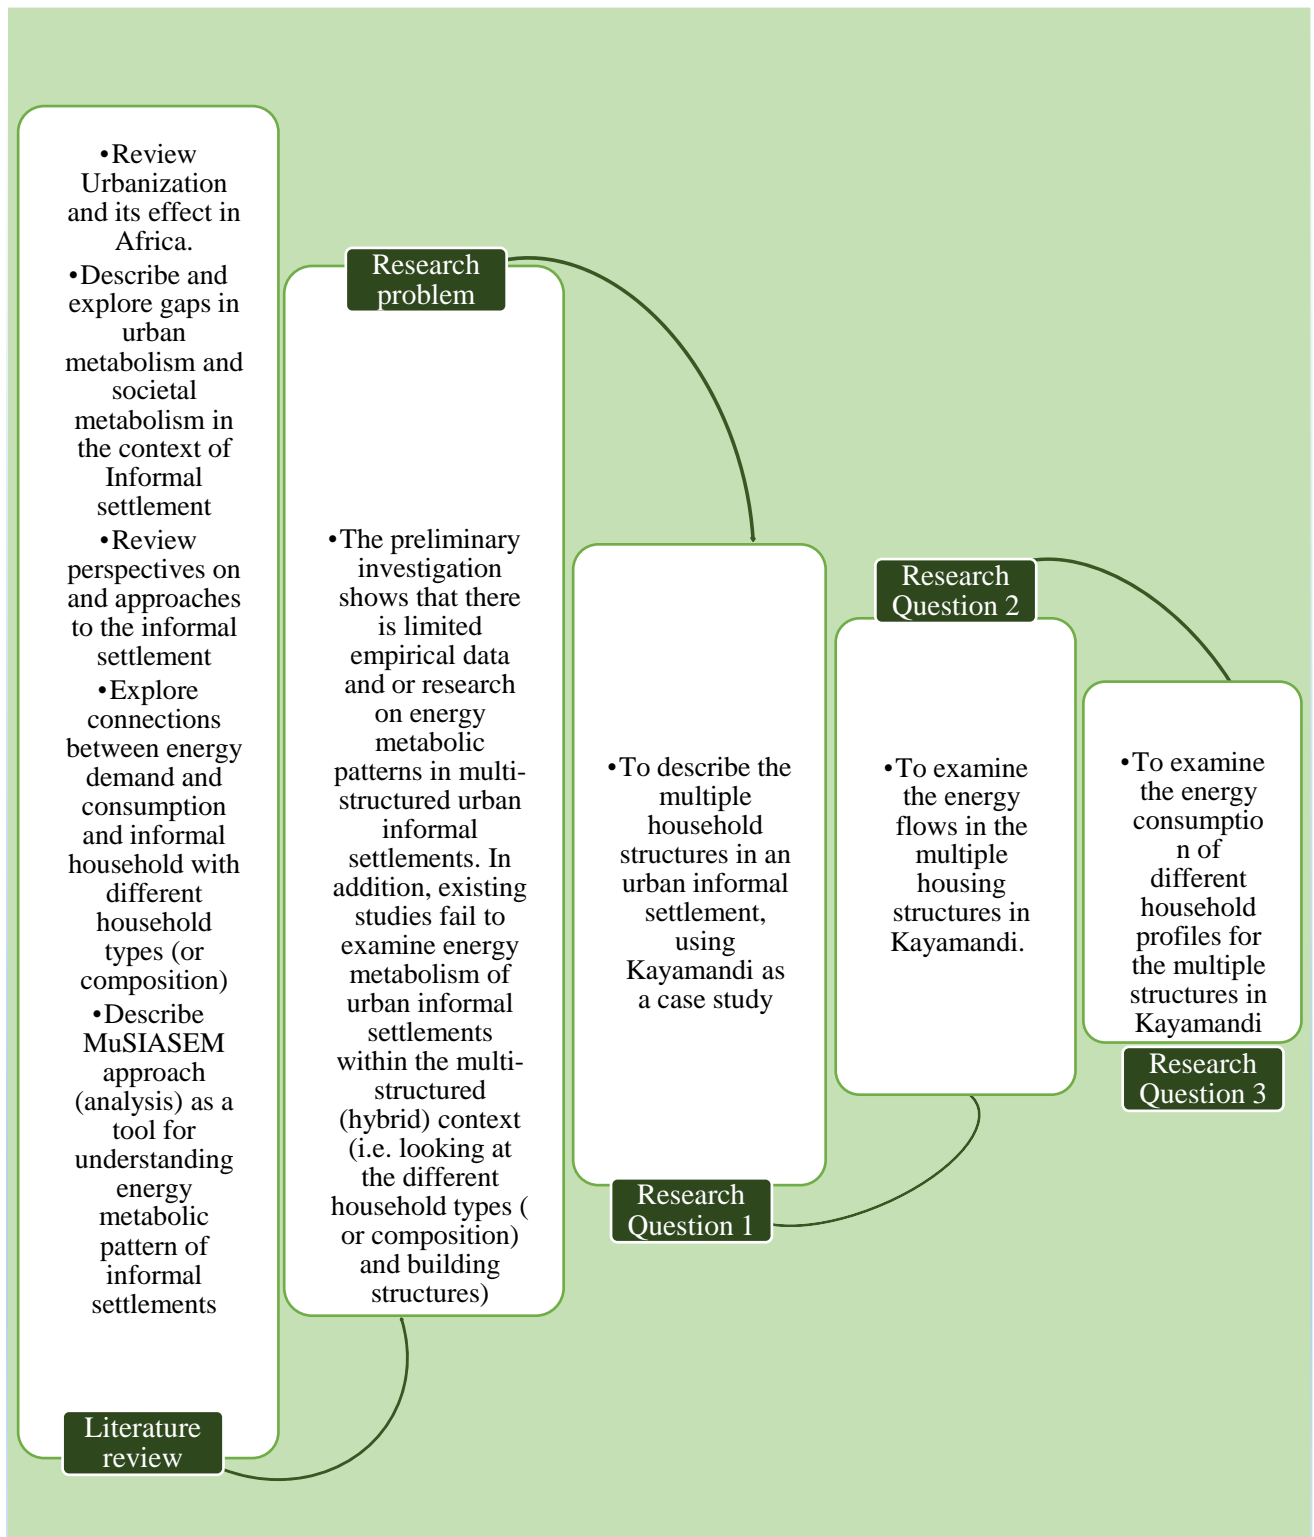 •Review
Urbanization
and its effect in
Africa.
•Describe and
explore gaps in
urban
metabolism and
societal
metabolism in
the context of
Informal
settlement
•Review
perspectives on
and approaches
to the informal
settlement
•Explore
connections
between energy
demand and
consumption
and informal
household with
different
household
types (or
composition)
•Describe
MuSIASEM
approach
(analysis) as a
tool for
understanding
energy
metabolic
pattern of
informal
settlements
Literature
review
Research
problem
•The preliminary
investigation
shows that there
is limited
empirical data
and or research
on energy
metabolic
patterns in multi-
structured urban
informal
settlements. In
addition, existing
studies fail to
examine energy
metabolism of
urban informal
settlements
within the multi-
structured
(hybrid) context
(i.e. looking at
the different
household types (
or composition)
and building
structures)
•To describe the
multiple
household
structures in an
urban informal
settlement,
using
Kayamandi as
a case study
Research
Question 1
Research
Question 2
•To examine
the energy
flows in the
multiple
housing
structures in
Kayamandi.
•To examine
the energy
consumptio
n of
different
household
profiles for
the multiple
structures in
Kayamandi
Research
Question 3